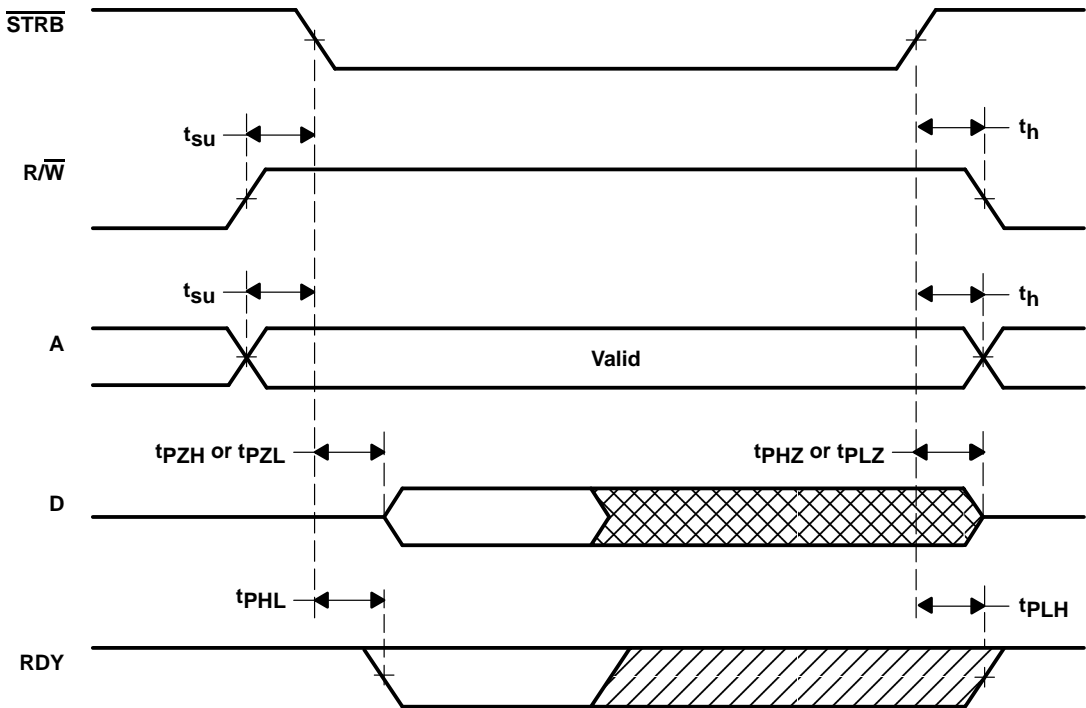 STRB
tsu
th
R/W
tsu
th
A
Valid
tPZH or tPZL
tPHZ or tPLZ
D
tPHL
tPLH
RDY